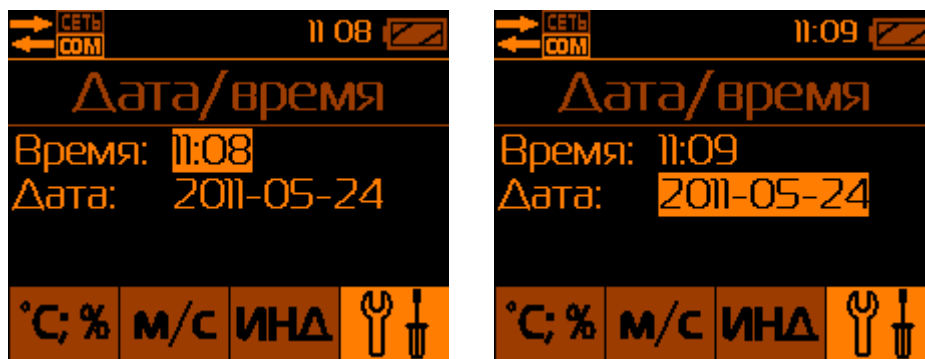 СЕТЬ
COM
11 08
Дата/время
Время: 11:08
Дата: 2011-05-24
°C; %
м/с
ИНД
СЕТЬ
COM
11:09
Дата/время
Время: 11:09
Дата: 2011-05-24
°C; %
м/с
ИНД